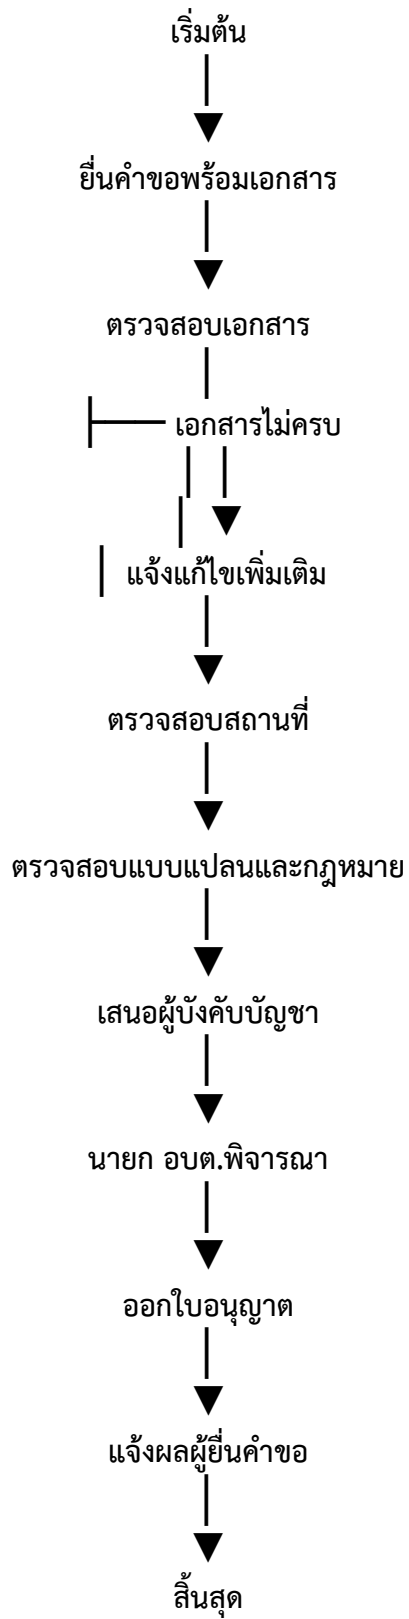 เริ่มต้น
ยื่นคำขอพร้อมเอกสาร
ตรวจสอบเอกสาร
เอกสารไม่ครบ
แจ้งแก้ไขเพิ่มเติม
ตรวจสอบสถานที่
ตรวจสอบแบบแปลนและกฎหมาย
เสนอผู้บังคับบัญชา
นายก อบต.พิจารณา
ออกใบอนุญาต
แจ้งผลผู้ยื่นคำขอ
สิ้นสุด